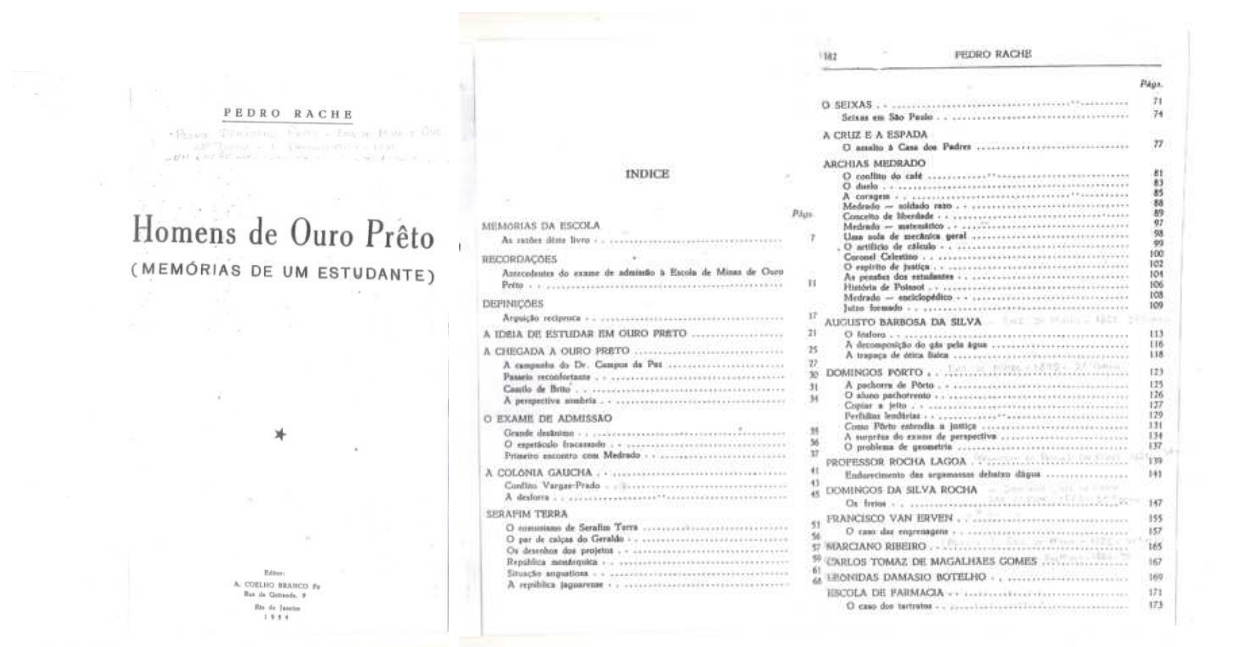 PEDRO RACHE
Homens de Ouro Prêto
(MEMÓRIAS DE UM ESTUDANTE)
Editor:
A. COELHO BRANCO Fº
Rua da Quitanda, 9
Rio de Janeiro
1954
INDICE
Págs.
MEMÓRIAS DA ESCOLA
As razões dêste livro 7
RECORDAÇÕES
Antecedentes do exame de admissão à Escola de Minas de Ouro
Prêto 11
DEFINIÇÕES
Arguição recíproca 17
A IDEIA DE ESTUDAR EM OURO PRETO 21
A CHEGADA A OURO PRETO 25
A campanha do Dr. Campos da Paz 27
Passeio reconfortante 30
Camilo de Brito 31
A perspectiva sombria 34
O EXAME DE ADMISSAO
Grande desânimo 35
O espetáculo fracassado 36
Primeiro encontro com Medrado 37
A COLONIA GAUCHA 41
Conflito Vargas-Prado 43
A desforra 45
SERAFIM TERRA
O comunismo de Serafim Terra 51
O par de calças do Geraldo 56
Os desenhos dos projetos 57
República monárquica 59
Situação angustiosa 61
A república jaguarense 68
182 PEDRO RACHE
Págs.
O SEIXAS 71
Seixas em São Paulo 74
A CRUZ E A ESPADA
O assalto à Casa dos Padres 77
ARCHIAS MEDRADO
O conflito do café 81
O duelo 83
A coragem 85
Medrado — soldado raso 88
Conceito de liberdade 89
Medrado — matemático 97
Uma aula de mecânica geral 98
O artifício de cálculo 99
Coronel Celestino 100
O espírito de justiça 102
As pensões dos estudantes 104
História de Poinsot 106
Medrado — enciclopédico 108
Juizo formado 109
AUGUSTO BARBOSA DA SILVA
O fósforo 113
A decomposição do gás pela água 116
A trapaça de ótica física 118
DOMINGOS PÔRTO 123
A pachorra de Pôrto 125
O aluno pachorrento 126
Copiar a jeito 127
Perfídias lendárias 129
Como Pôrto entendia a justiça 131
A surprêsa do exame de perspectiva 134
O problema de geometria 137
PROFESSOR ROCHA LAGOA 139
Endurecimento das argamassas debaixo dágua 141
DOMINGOS DA SILVA ROCHA
Os freios 147
FRANCISCO VAN ERVEN 155
O caso das engrenagens 157
MARCIANO RIBEIRO 165
CARLOS TOMAZ DE MAGALHAES GOMES 167
LEONIDAS DAMASIO BOTELHO 169
ESCOLA DE FARMACIA 171
O caso dos tartratos 173